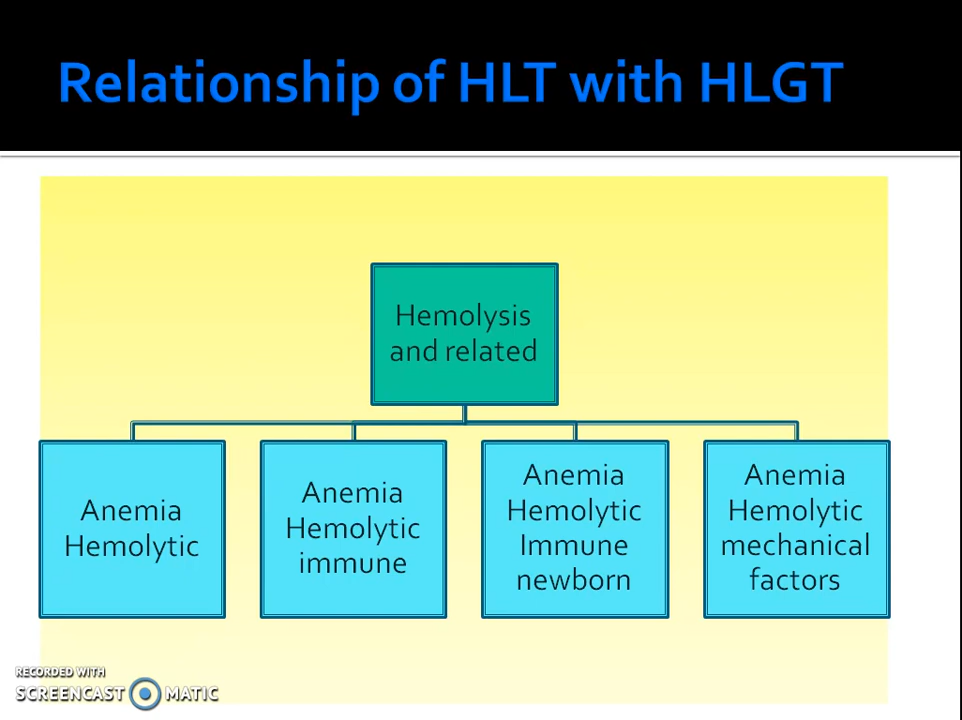 Relationship of HLT with HLGT
Hemolysis
and related
Anemia
Hemolytic
Anemia
Hemolytic
immune
Anemia
Hemolytic
Immune
newborn
Anemia
Hemolytic
mechanical
factors
RECORDED WITH
SCREENCAST MATIC